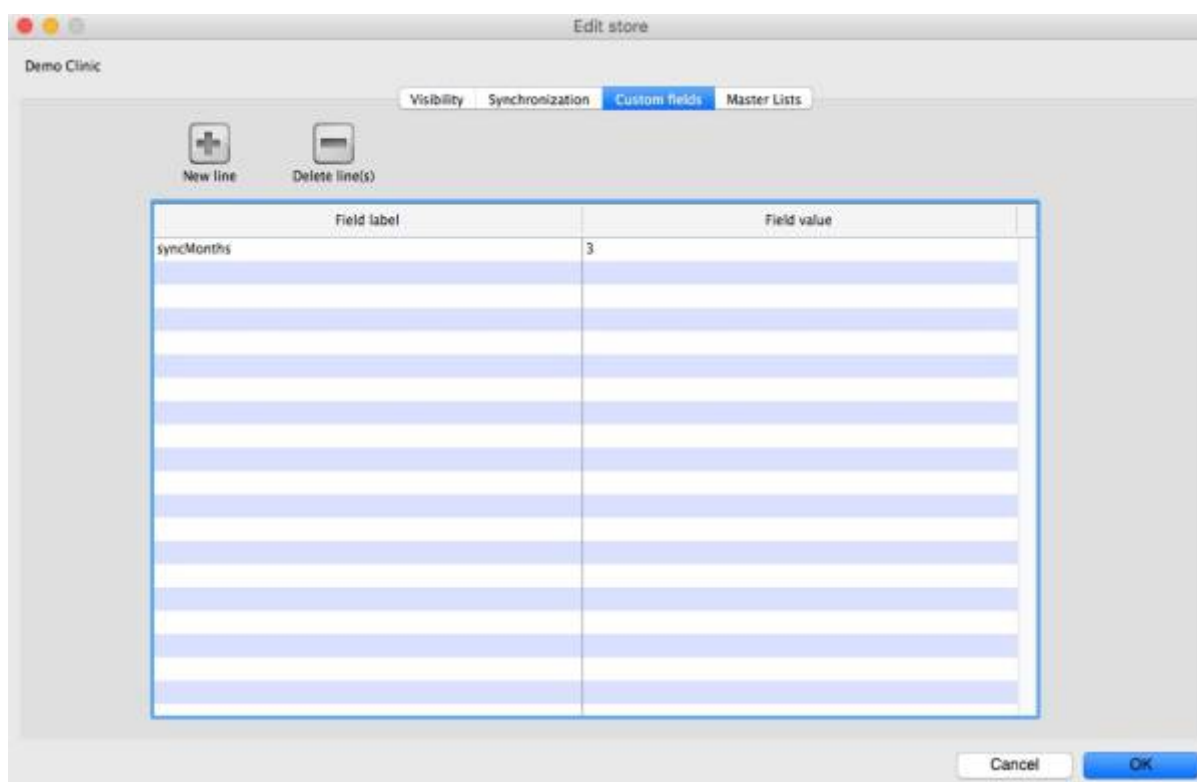 Edit store
Demo Clinic
Visibility Synchronization Custom fields Master Lists
New line Delete line(s)
Field label Field value
syncMonths 3
Cancel OK